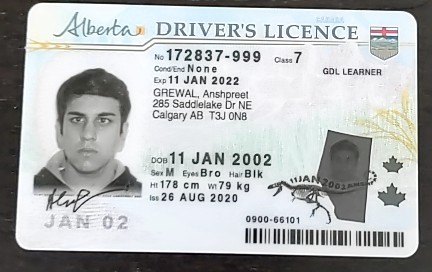 Alberta DRIVER'S LICENCE
No 172837-999 Class 7
Cond/End None GDL LEARNER
Exp 11 JAN 2022
GREWAL, Anshpreet
285 Saddlelake Dr NE
Calgary AB T3J 0N8
DOB 11 JAN 2002
Sex M Eyes Bro Hair Blk
Ht 178 cm Wt 79 kg
Iss 26 AUG 2020
11 JAN 2002
JAN 02
0900-66101